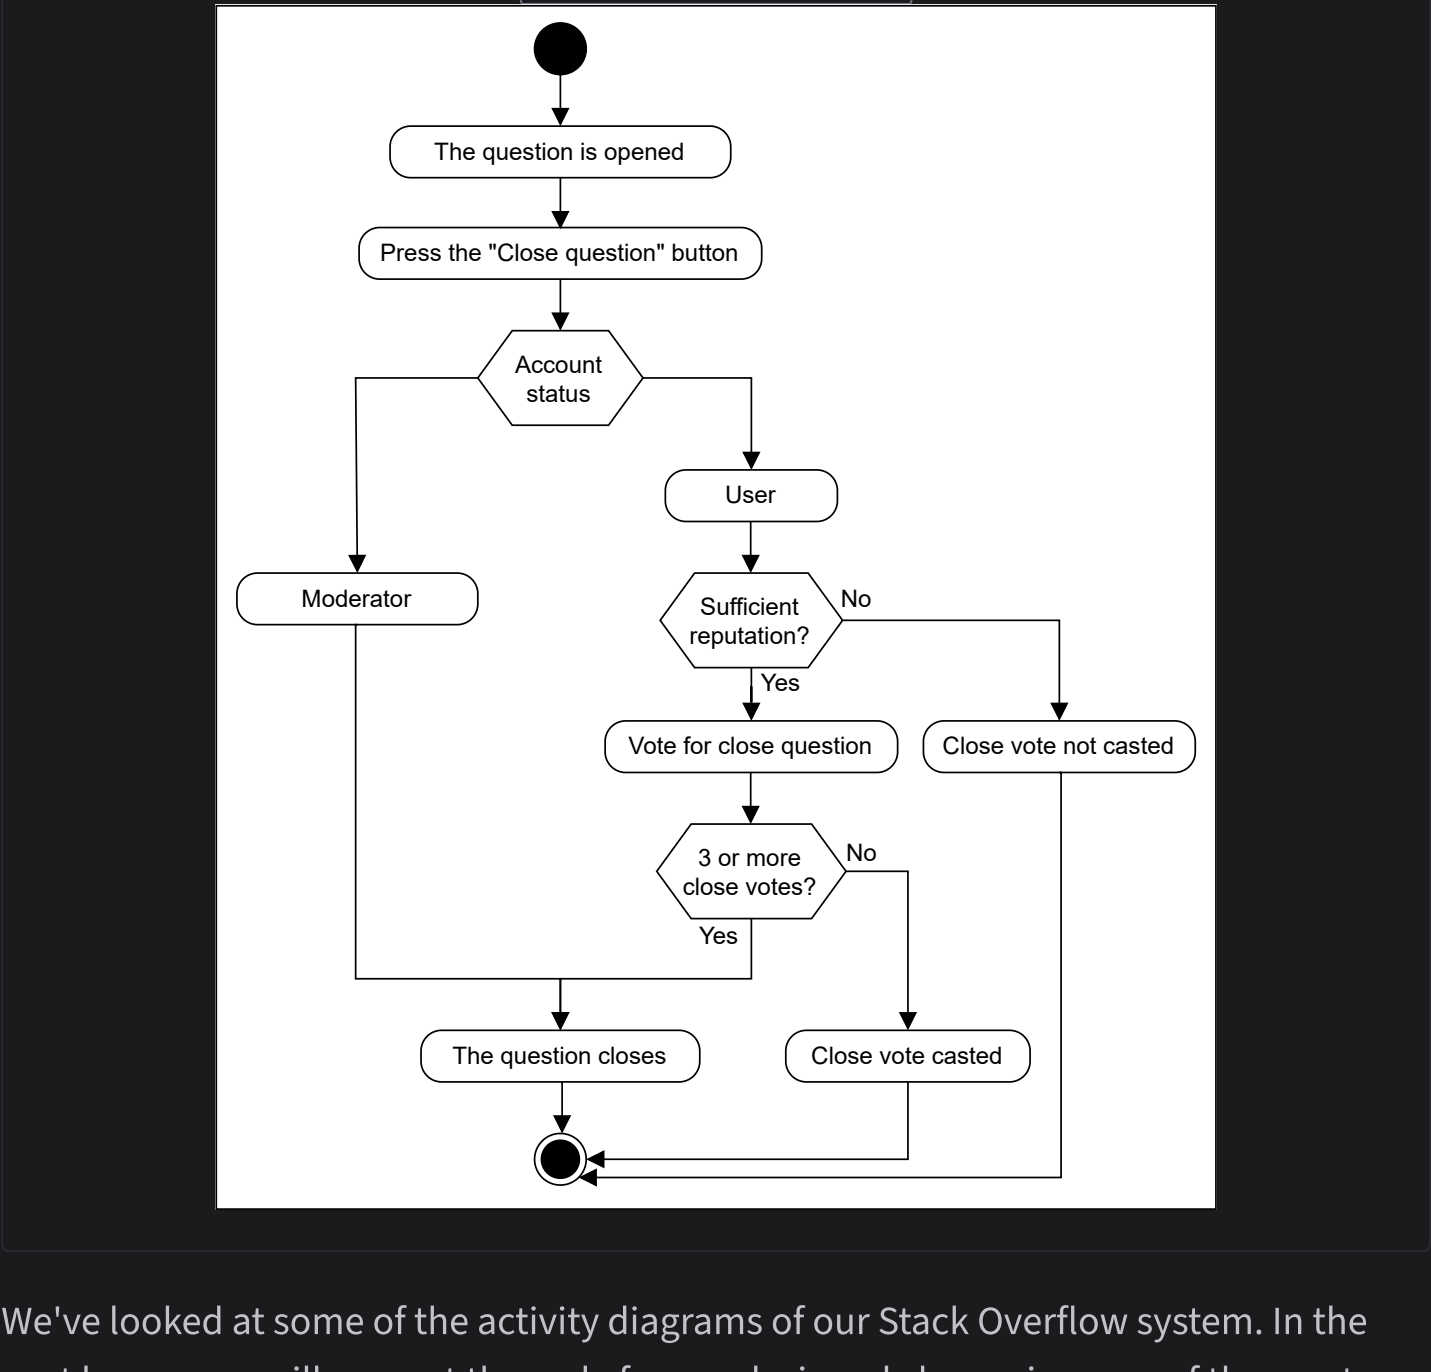 The question is opened
Press the "Close question" button
Account
status
User
Moderator
Sufficient
reputation?
No
Yes
Vote for close question
Close vote not casted
3 or more
close votes?
No
Yes
The question closes
Close vote casted
We've looked at some of the activity diagrams of our Stack Overflow system. In the